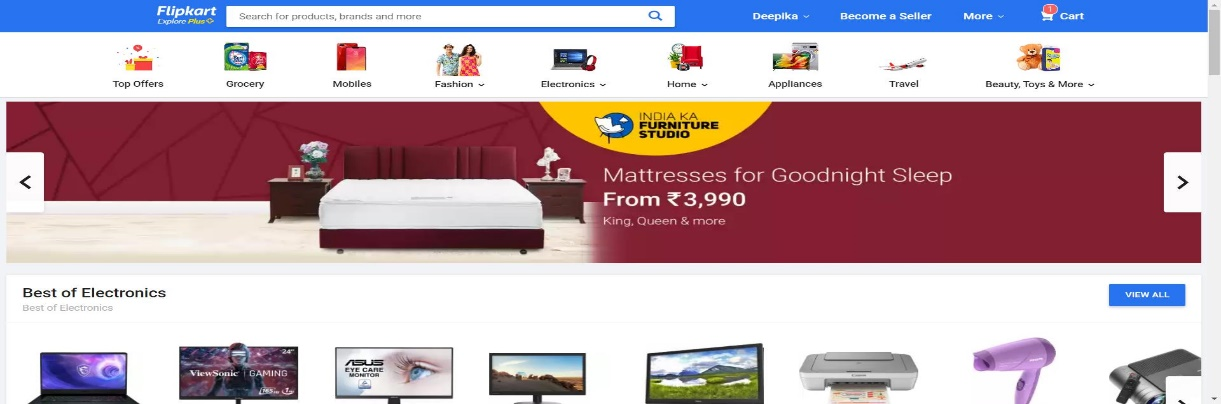 Flipkart
Explore Plus
Search for products, brands and more
Deepika
Become a Seller
More
1
Cart
Top Offers
Grocery
Mobiles
Fashion
Electronics
Home
Appliances
Travel
Beauty, Toys & More
INDIA KA
FURNITURE
STUDIO
Mattresses for Goodnight Sleep
From ₹3,990
King, Queen & more
Best of Electronics
VIEW ALL
Best of Electronics
24"
ViewSonic | GAMING
ASUS
EYE CARE
MONITOR